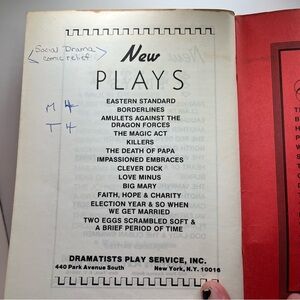 Social Drama
comic relief
New
PLAYS
M 4
T 4
EASTERN STANDARD
BORDERLINES
AMULETS AGAINST THE
DRAGON FORCES
THE MAGIC ACT
KILLERS
THE DEATH OF PAPA
IMPASSIONED EMBRACES
CLEVER DICK
LOVE MINUS
BIG MARY
FAITH, HOPE & CHARITY
ELECTION YEAR & SO WHEN
WE GET MARRIED
TWO EGGS SCRAMBLED SOFT &
A BRIEF PERIOD OF TIME
DRAMATISTS PLAY SERVICE, INC.
440 Park Avenue South New York, N.Y. 10016